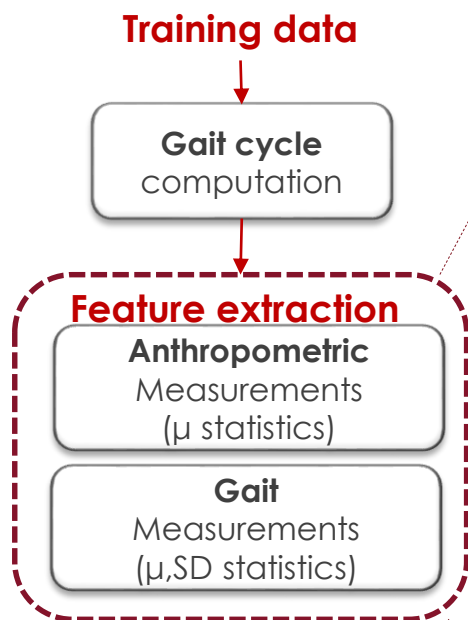 Training data
Gait cycle
computation
Feature extraction
Anthropometric
Measurements
(µ statistics)
Gait
Measurements
(µ,SD statistics)